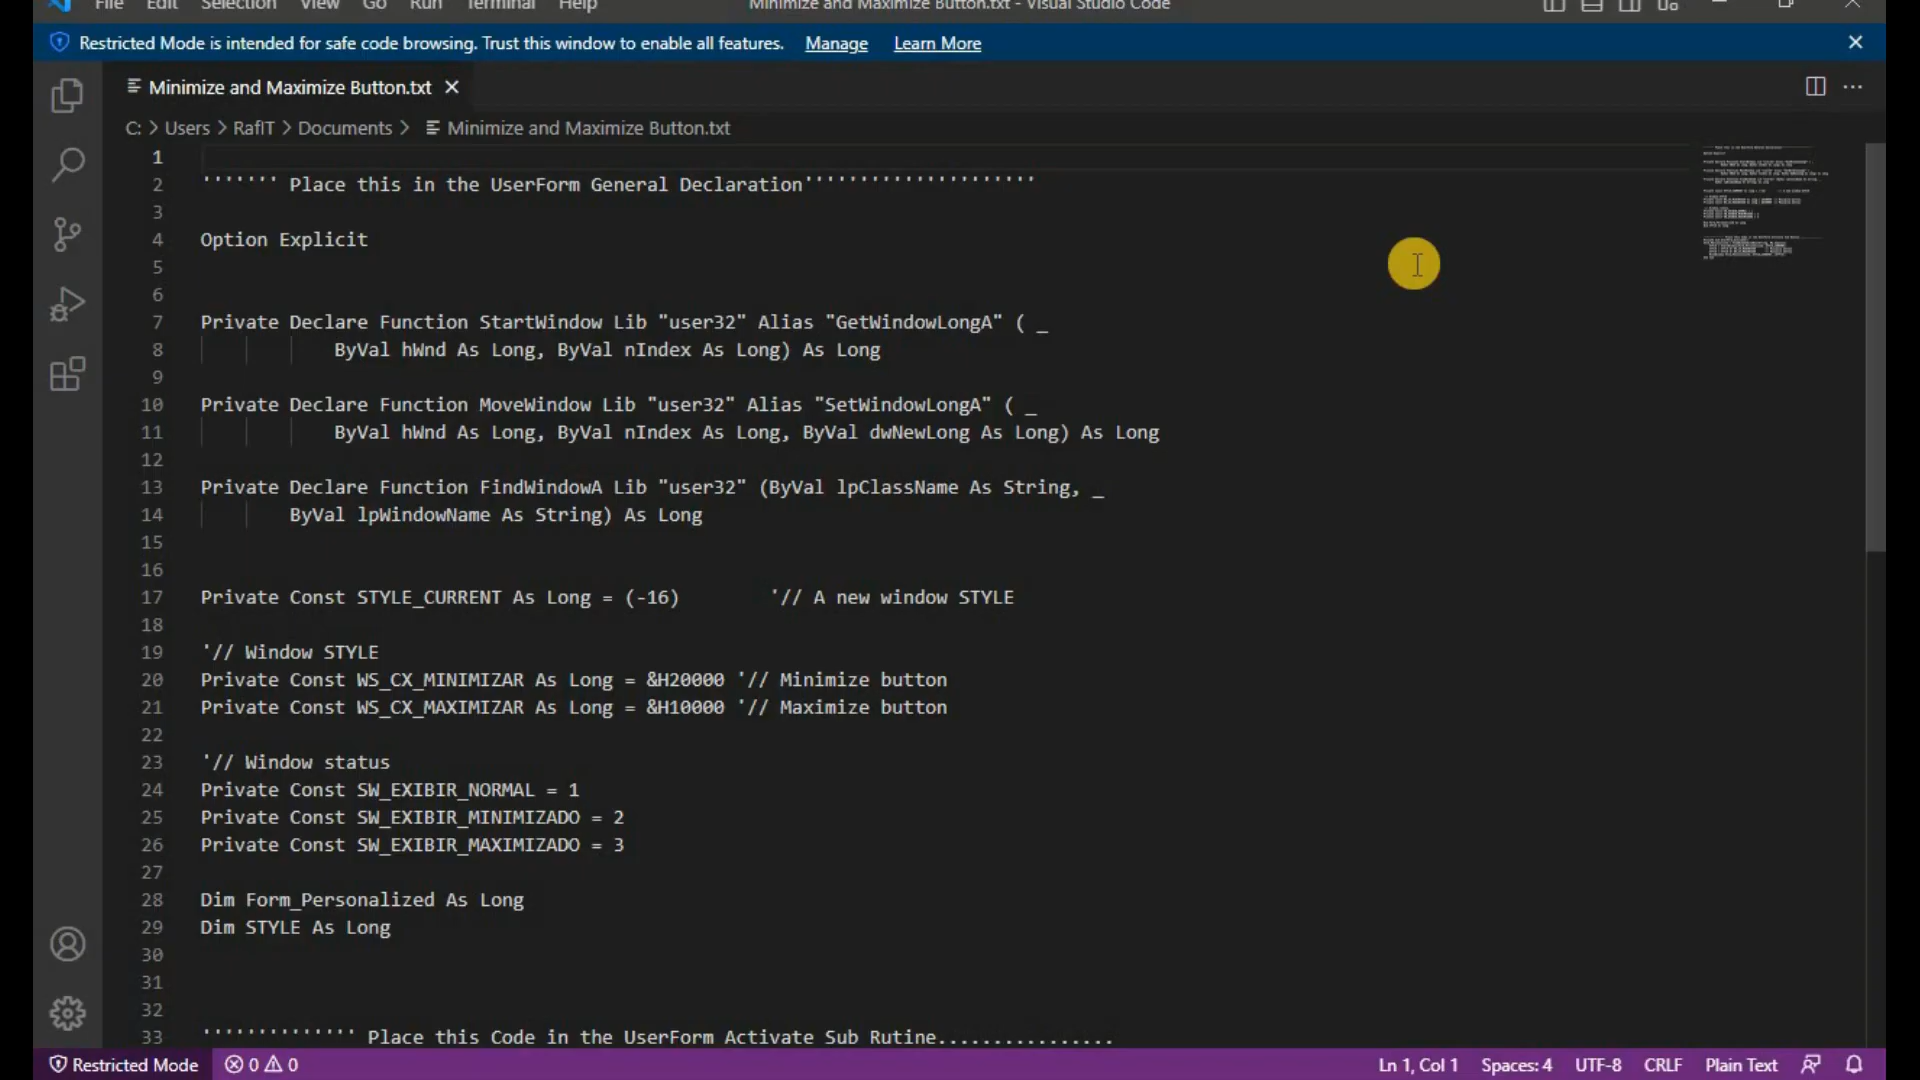 File Edit Selection View Go Run Terminal Help Minimize and Maximize Button.txt - Visual Studio Code
Restricted Mode is intended for safe code browsing. Trust this window to enable all features. Manage Learn More
Minimize and Maximize Button.txt
C: > Users > RafIT > Documents > Minimize and Maximize Button.txt
1
2 ''''''' Place this in the UserForm General Declaration'''''''''''''''''''''
3
4 Option Explicit
5
6
7 Private Declare Function StartWindow Lib "user32" Alias "GetWindowLongA" ( _
8 ByVal hWnd As Long, ByVal nIndex As Long) As Long
9
10 Private Declare Function MoveWindow Lib "user32" Alias "SetWindowLongA" ( _
11 ByVal hWnd As Long, ByVal nIndex As Long, ByVal dwNewLong As Long) As Long
12
13 Private Declare Function FindWindowA Lib "user32" (ByVal lpClassName As String, _
14 ByVal lpWindowName As String) As Long
15
16
17 Private Const STYLE_CURRENT As Long = (-16) '// A new window STYLE
18
19 '// Window STYLE
20 Private Const WS_CX_MINIMIZAR As Long = &H20000 '// Minimize button
21 Private Const WS_CX_MAXIMIZAR As Long = &H10000 '// Maximize button
22
23 '// Window status
24 Private Const SW_EXIBIR_NORMAL = 1
25 Private Const SW_EXIBIR_MINIMIZADO = 2
26 Private Const SW_EXIBIR_MAXIMIZADO = 3
27
28 Dim Form_Personalized As Long
29 Dim STYLE As Long
30
31
32
33 '''''''''''''' Place this Code in the UserForm Activate Sub Rutine................
Restricted Mode 0 0 Ln 1, Col 1 Spaces: 4 UTF-8 CRLF Plain Text